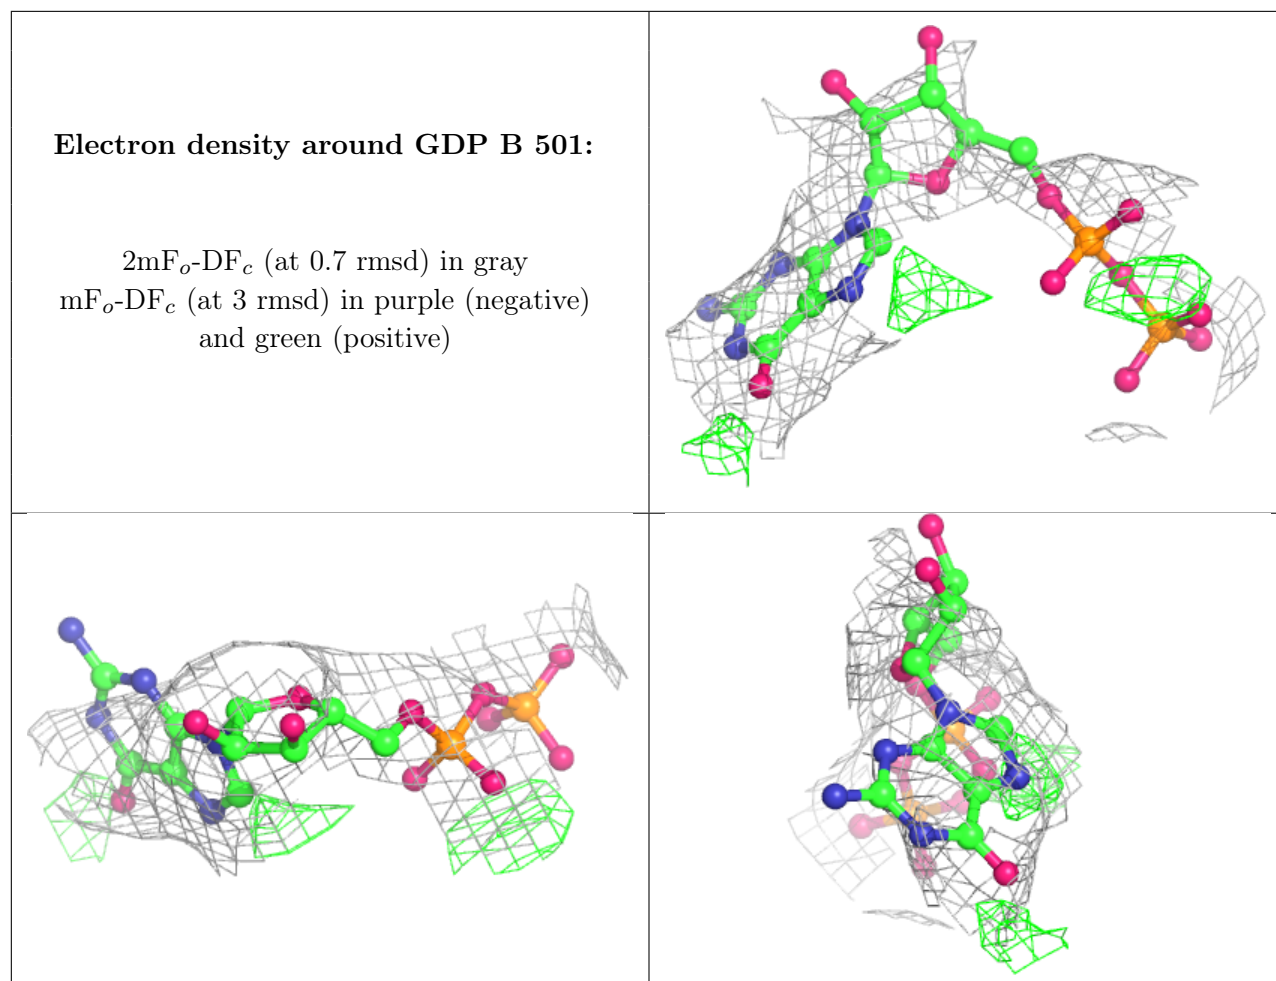 Electron density around GDP B 501:
2mFo-DFc (at 0.7 rmsd) in gray
mFo-DFc (at 3 rmsd) in purple (negative)
and green (positive)